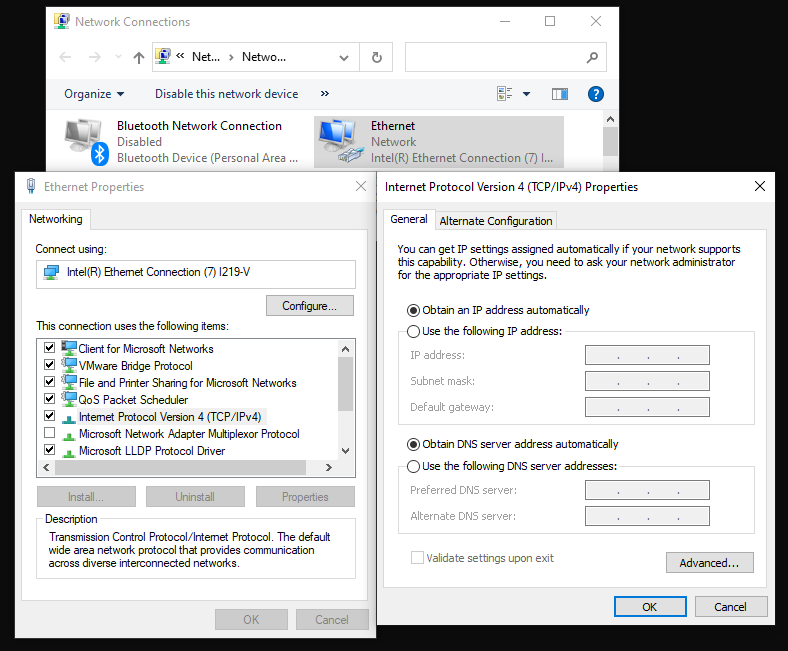 Network Connections
« Net... › Netwo...
Organize
Disable this network device
»
Bluetooth Network Connection
Disabled
Bluetooth Device (Personal Area ...
Ethernet
Network
Intel(R) Ethernet Connection (7) I...
Ethernet Properties
Networking
Connect using:
Intel(R) Ethernet Connection (7) I219-V
Configure...
This connection uses the following items:
Client for Microsoft Networks
VMware Bridge Protocol
File and Printer Sharing for Microsoft Networks
QoS Packet Scheduler
Internet Protocol Version 4 (TCP/IPv4)
Microsoft Network Adapter Multiplexor Protocol
Microsoft LLDP Protocol Driver
Install...
Uninstall
Properties
Description
Transmission Control Protocol/Internet Protocol. The default
wide area network protocol that provides communication
across diverse interconnected networks.
OK
Cancel
Internet Protocol Version 4 (TCP/IPv4) Properties
General
Alternate Configuration
You can get IP settings assigned automatically if your network supports
this capability. Otherwise, you need to ask your network administrator
for the appropriate IP settings.
Obtain an IP address automatically
Use the following IP address:
IP address:
Subnet mask:
Default gateway:
Obtain DNS server address automatically
Use the following DNS server addresses:
Preferred DNS server:
Alternate DNS server:
Validate settings upon exit
Advanced...
OK
Cancel